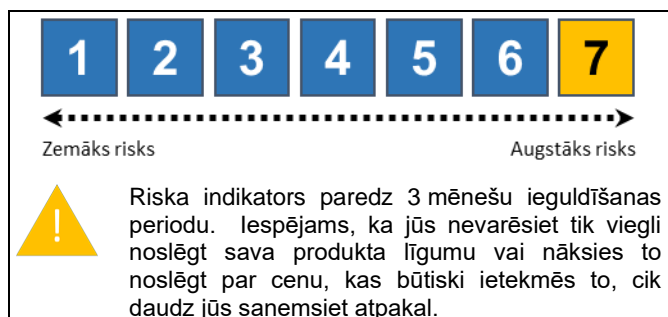 1 2 3 4 5 6 7
Zemāks risks Augstāks risks
!
Riska indikators paredz 3 mēnešu ieguldīšanas
periodu. Iespējams, ka jūs nevarēsiet tik viegli
noslēgt sava produkta līgumu vai nāksies to
noslēgt par cenu, kas būtiski ietekmēs to, cik
daudz jūs saņemsiet atpakaļ.